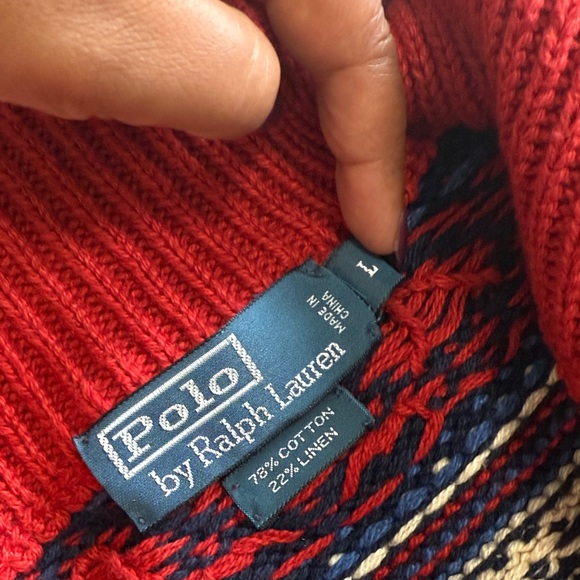 Polo
by Ralph Lauren
MADE IN
CHINA
L
78% COTTON
22% LINEN